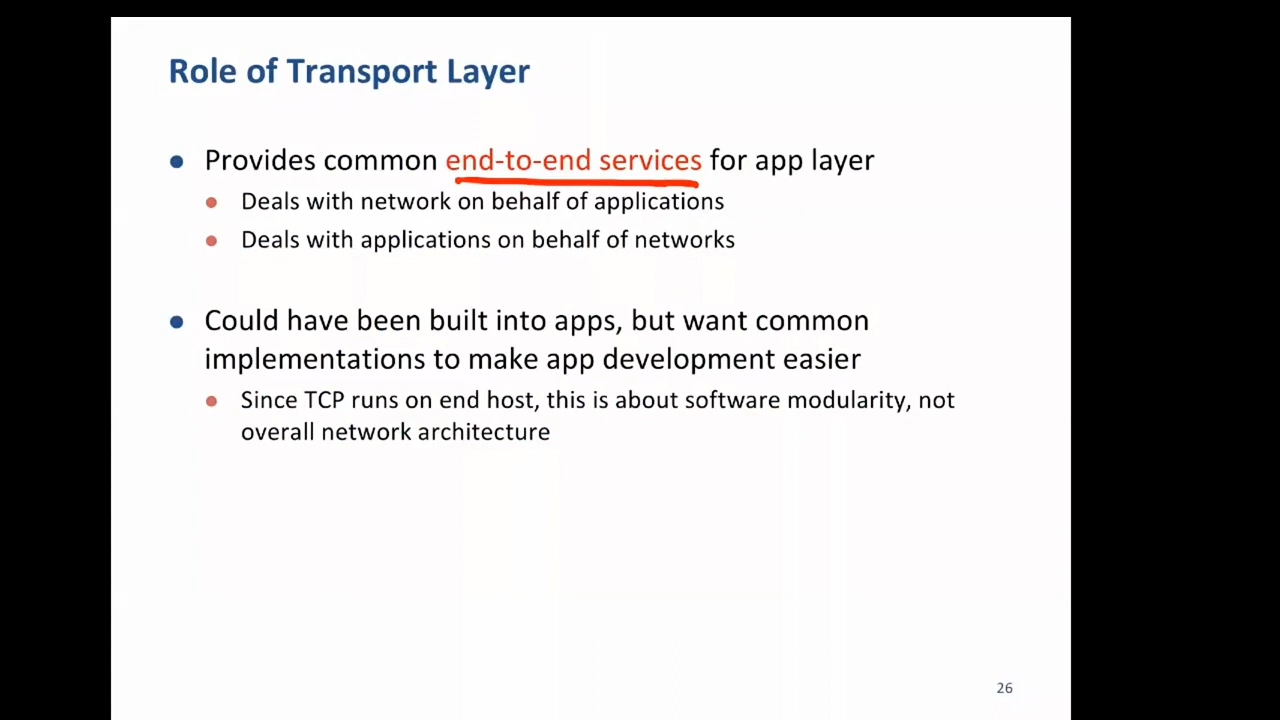 Role of Transport Layer
● Provides common end-to-end services for app layer
● Deals with network on behalf of applications
● Deals with applications on behalf of networks
● Could have been built into apps, but want common
implementations to make app development easier
● Since TCP runs on end host, this is about software modularity, not
overall network architecture
26